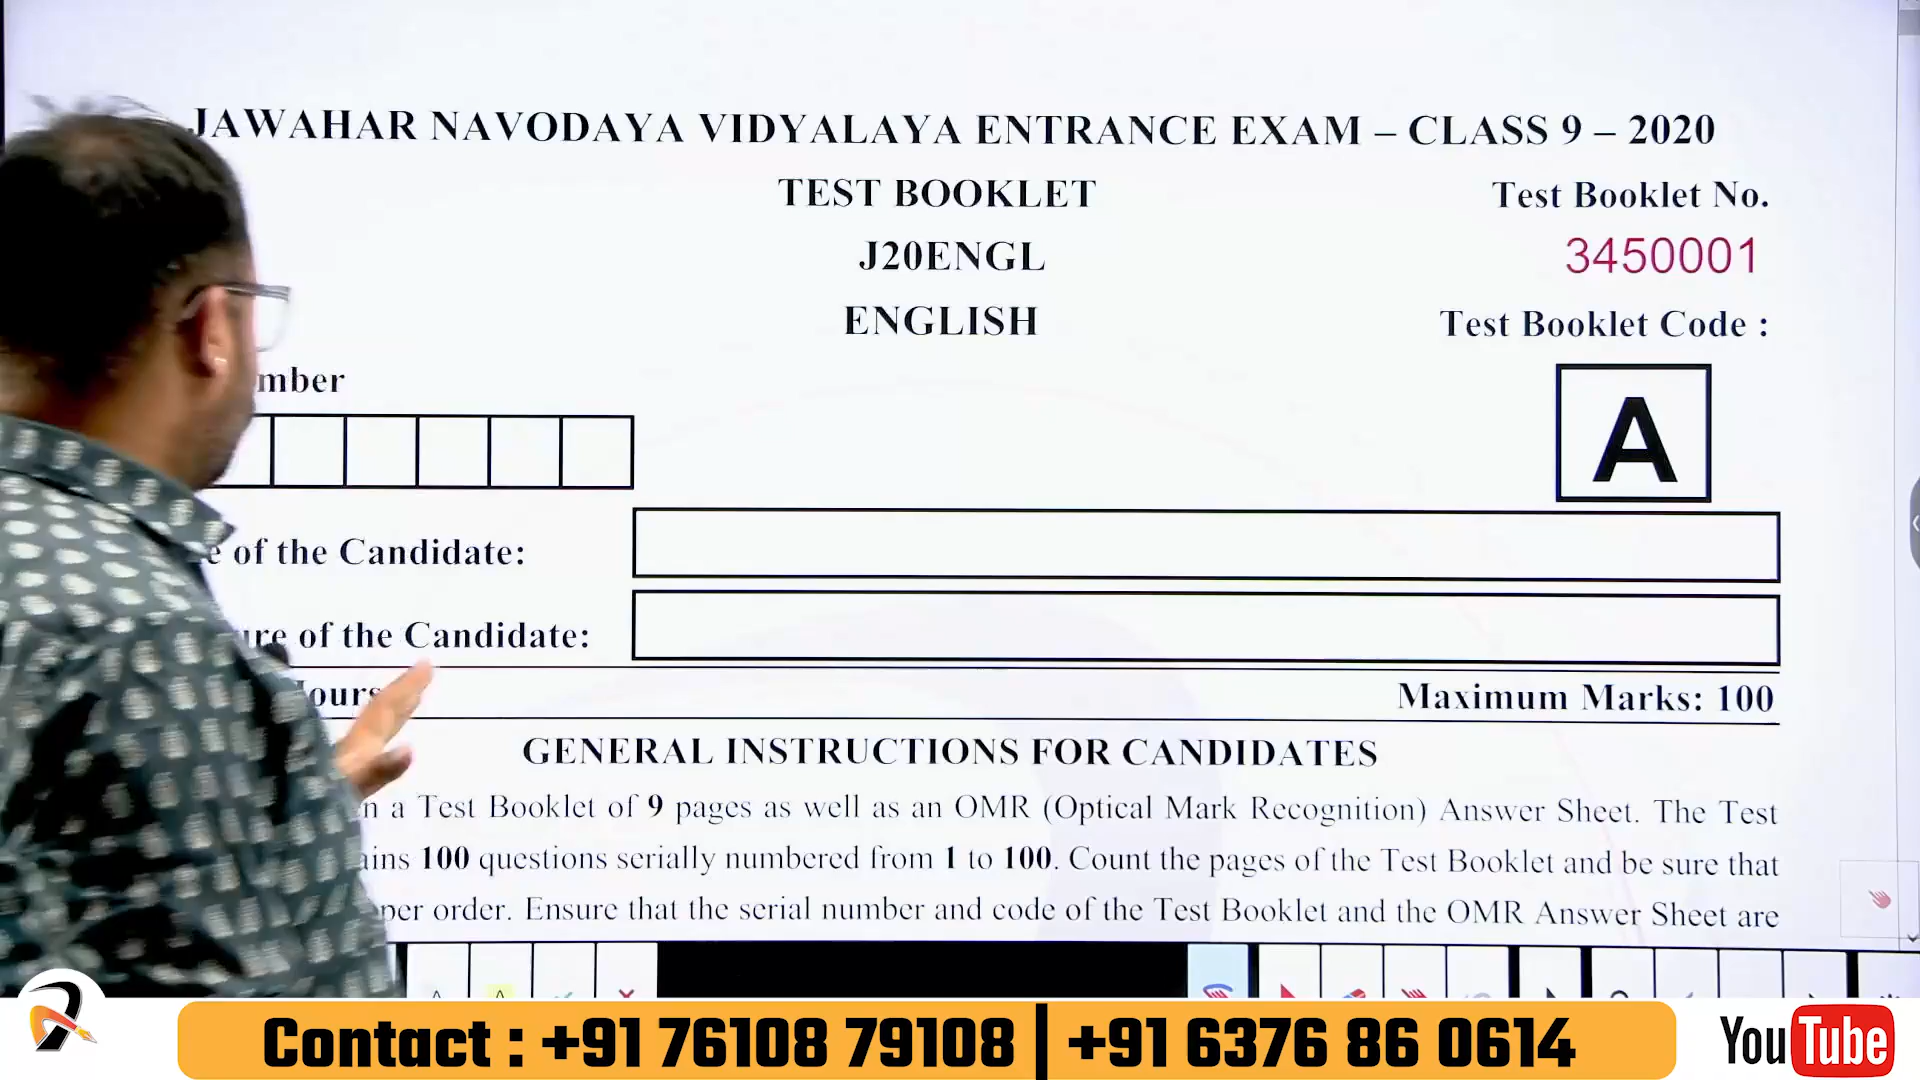 JAWAHAR NAVODAYA VIDYALAYA ENTRANCE EXAM – CLASS 9 – 2020
TEST BOOKLET
Test Booklet No.
J20ENGL
3450001
ENGLISH
Test Booklet Code :
mber
A
e of the Candidate:
ure of the Candidate:
Hours
Maximum Marks: 100
GENERAL INSTRUCTIONS FOR CANDIDATES
n a Test Booklet of 9 pages as well as an OMR (Optical Mark Recognition) Answer Sheet. The Test
ains 100 questions serially numbered from 1 to 100. Count the pages of the Test Booklet and be sure that
per order. Ensure that the serial number and code of the Test Booklet and the OMR Answer Sheet are
Contact : +91 76108 79108 | +91 6376 86 0614
YouTube